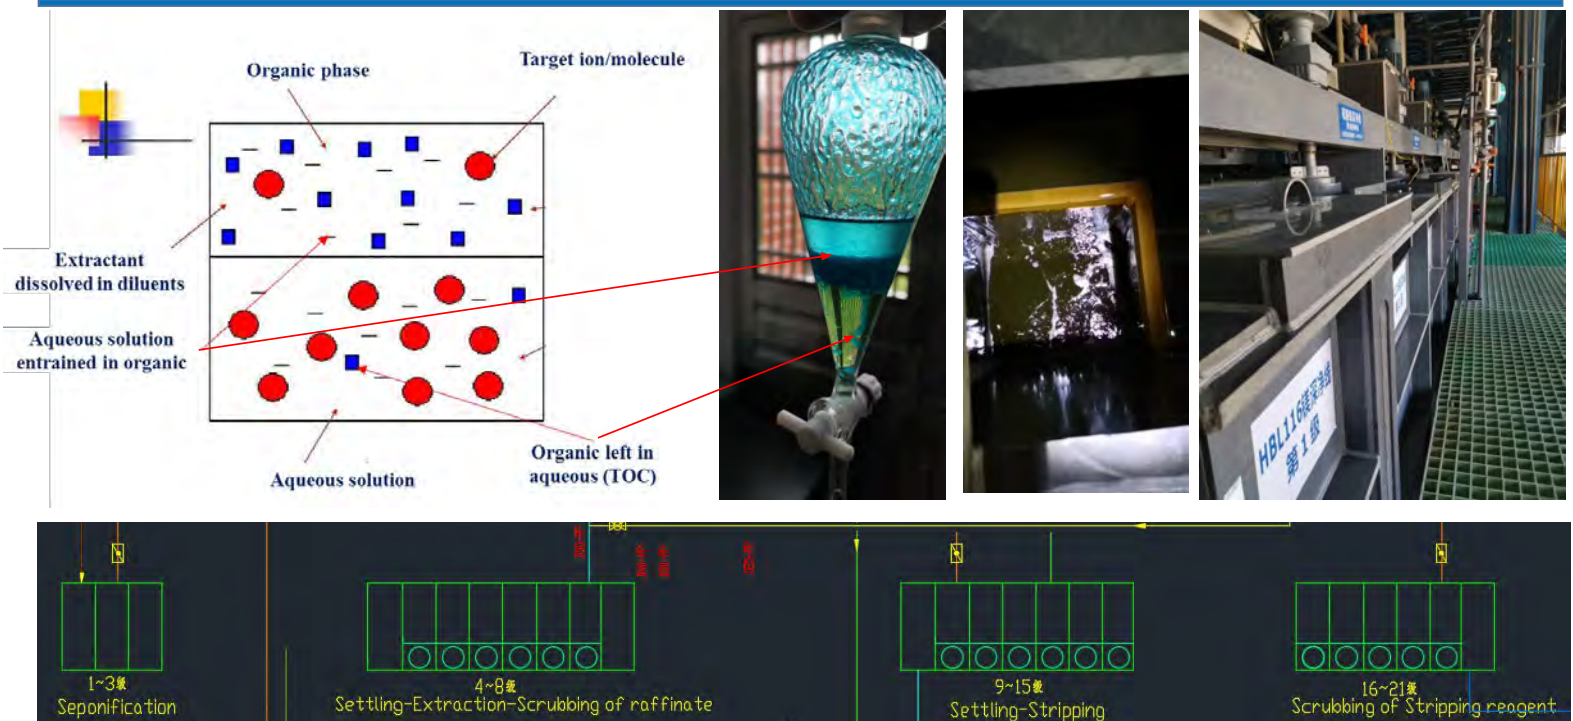 Organic phase
Target ion/molecule
Extractant
dissolved in diluents
Aqueous solution
entrained in organic
Organic left in
aqueous (TOC)
Aqueous solution
第1级
1~3级
Seponification
4~8级
Settling-Extraction-Scrubbing of raffinate
9~15级
Settling-Stripping
16~21级
Scrubbing of Stripping reagent